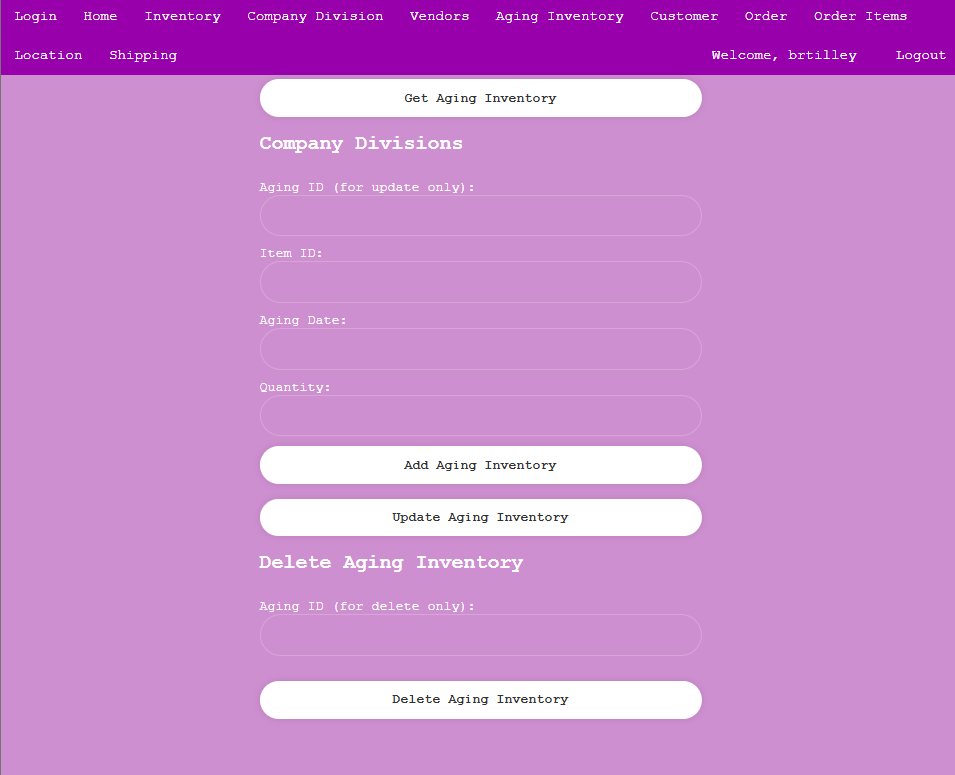 Login Home Inventory Company Division Vendors Aging Inventory Customer Order Order Items
Location Shipping Welcome, brtilley Logout
Get Aging Inventory
Company Divisions
Aging ID (for update only):
Item ID:
Aging Date:
Quantity:
Add Aging Inventory
Update Aging Inventory
Delete Aging Inventory
Aging ID (for delete only):
Delete Aging Inventory